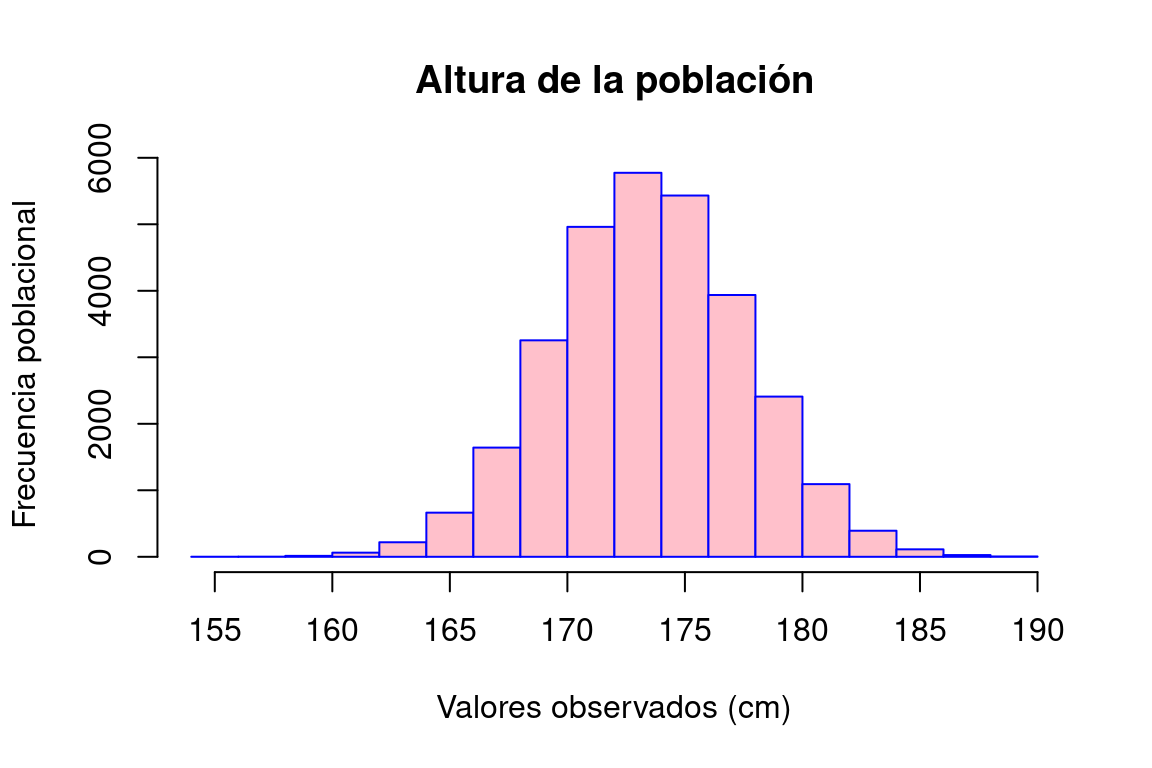 Altura de la población
Frecuencia poblacional
6000
4000
2000
0
155 160 165 170 175 180 185 190
Valores observados (cm)